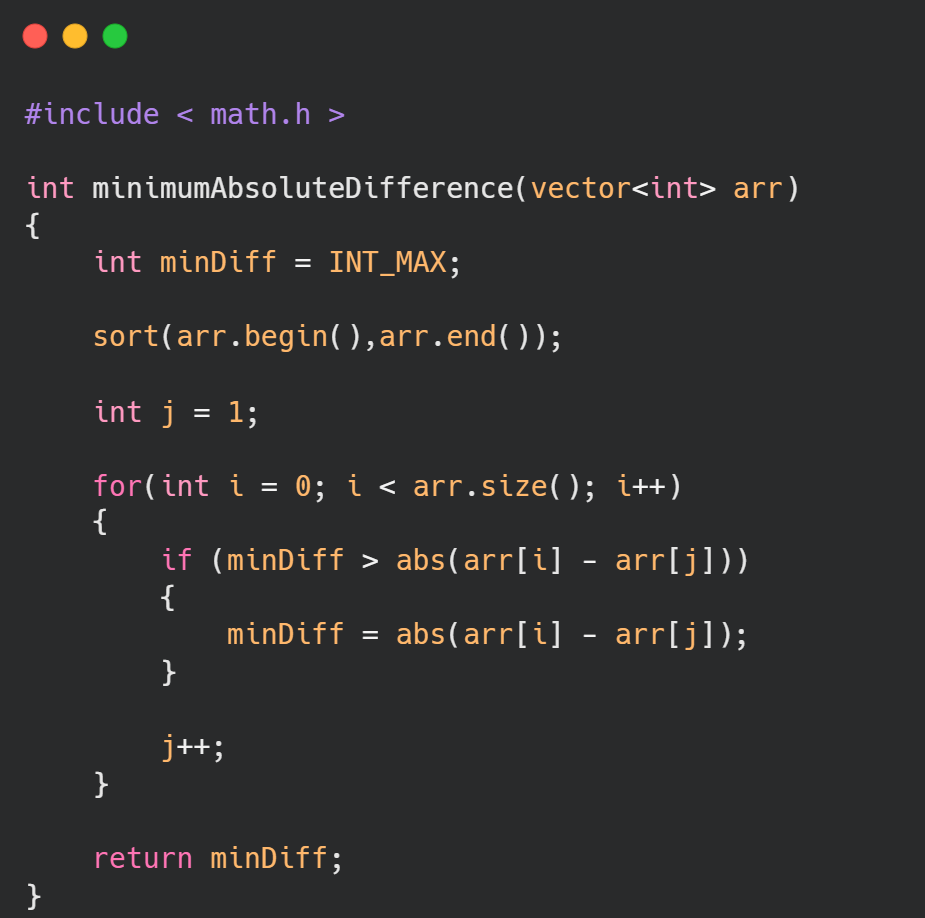 #include < math.h >
int minimumAbsoluteDifference(vector<int> arr)
{
    int minDiff = INT_MAX;
    sort(arr.begin(),arr.end());
    int j = 1;
    for(int i = 0; i < arr.size(); i++)
    {
        if (minDiff > abs(arr[i] - arr[j]))
        {
            minDiff = abs(arr[i] - arr[j]);
        }
        j++;
    }
    return minDiff;
}